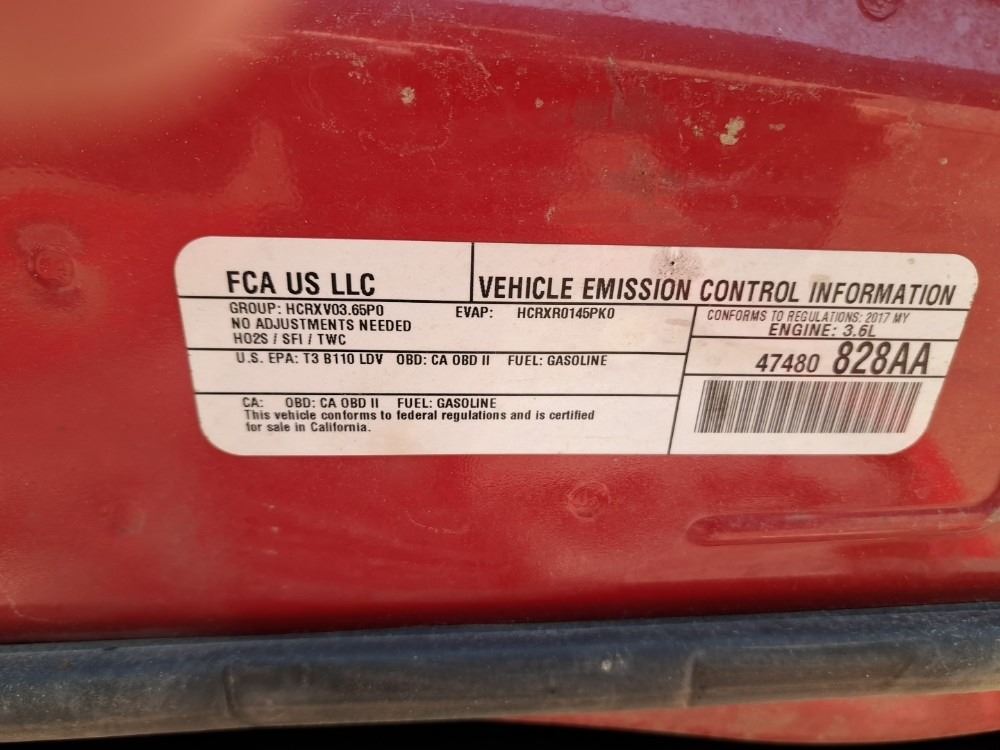 FCA US LLC
VEHICLE EMISSION CONTROL INFORMATION
GROUP: HCRXV03.65P0 EVAP: HCRXR0145PK0
NO ADJUSTMENTS NEEDED
HO2S / SFI / TWC
CONFORMS TO REGULATIONS: 2017 MY
ENGINE: 3.6L
U.S. EPA: T3 B110 LDV OBD: CA OBD II FUEL: GASOLINE
47480 828AA
CA: OBD: CA OBD II FUEL: GASOLINE
This vehicle conforms to federal regulations and is certified
for sale in California.